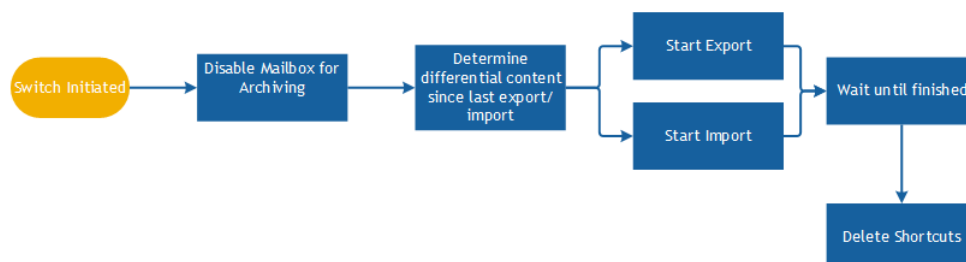 Switch Initiated
Disable Mailbox for
Archiving
Determine
differential content
since last export/
import
Start Export
Start Import
Wait until finished
Delete Shortcuts